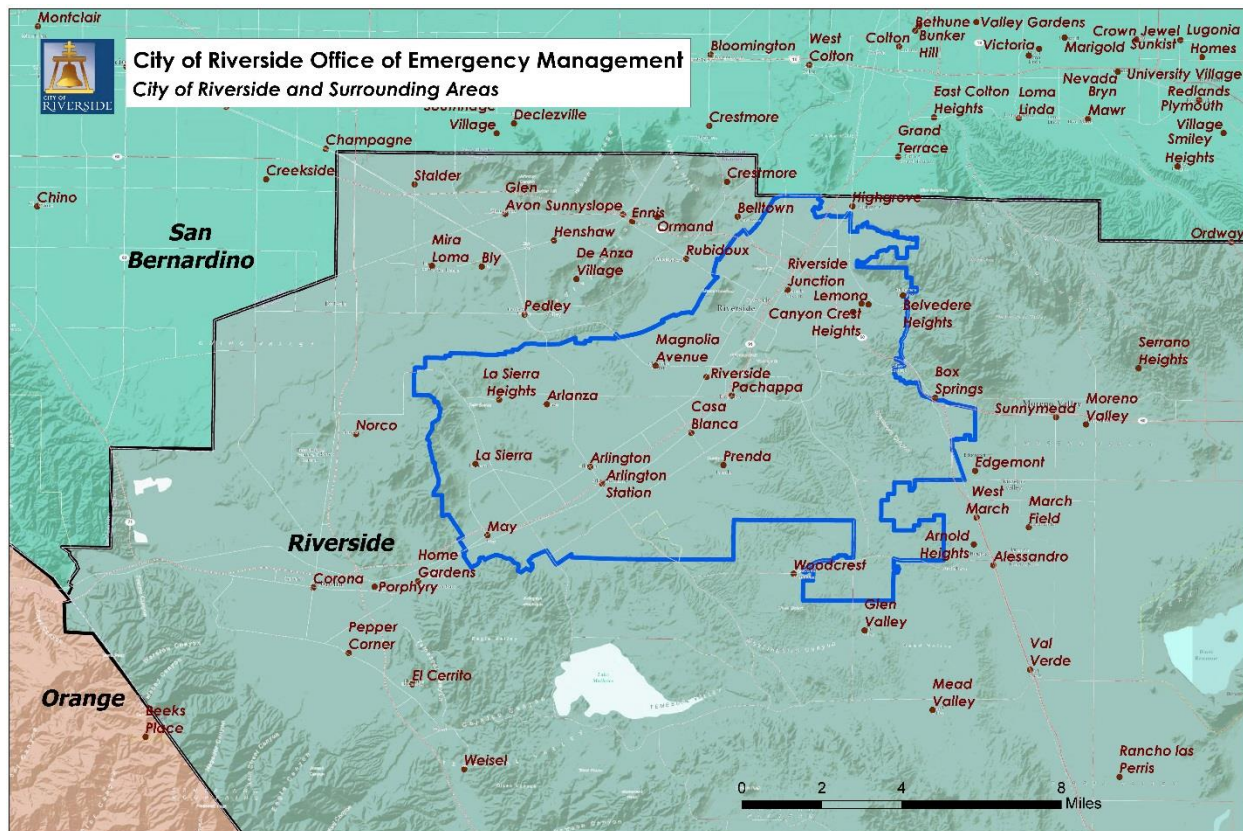 Montclair
CITY OF
RIVERSIDE
City of Riverside Office of Emergency Management
City of Riverside and Surrounding Areas
Bloomington
West
Colton
Colton
Bethune
Bunker
Hill
Valley Gardens
Victoria
Marigold
Crown Jewel
Sunkist
Lugonia
Homes
Nevada
Bryn
Mawr
University Village
Redlands
Plymouth
Village
Smiley
Heights
East Colton
Heights
Loma
Linda
Grand
Terrace
Village
Declezville
Crestmore
Champagne
Creekside
Chino
Stalder
Crestmore
Glen
Avon
Sunnyslope
Ennis
Ormand
Belltown
Highgrove
Ordway
San
Bernardino
Mira
Loma
Bly
Henshaw
De Anza
Village
Rubidoux
Riverside
Junction
Lemona
Canyon Crest
Heights
Belvedere
Heights
Pedley
Riverside
Magnolia
Avenue
Serrano
Heights
La Sierra
Heights
Arlanza
Riverside
Pachappa
Box
Springs
Moreno Valley
Sunnymead
Moreno
Valley
Norco
Casa
Blanca
La Sierra
Arlington
Arlington
Station
Prenda
Edgemont
West
March
March
Field
May
Riverside
Arnold
Heights
Alessandro
Corona
Porphyry
Home
Gardens
Woodcrest
Glen
Valley
Pepper
Corner
El Cerrito
Val
Verde
Orange
Beeks
Place
Mead
Valley
Weisel
Rancho las
Perris
0 2 4 8
Miles